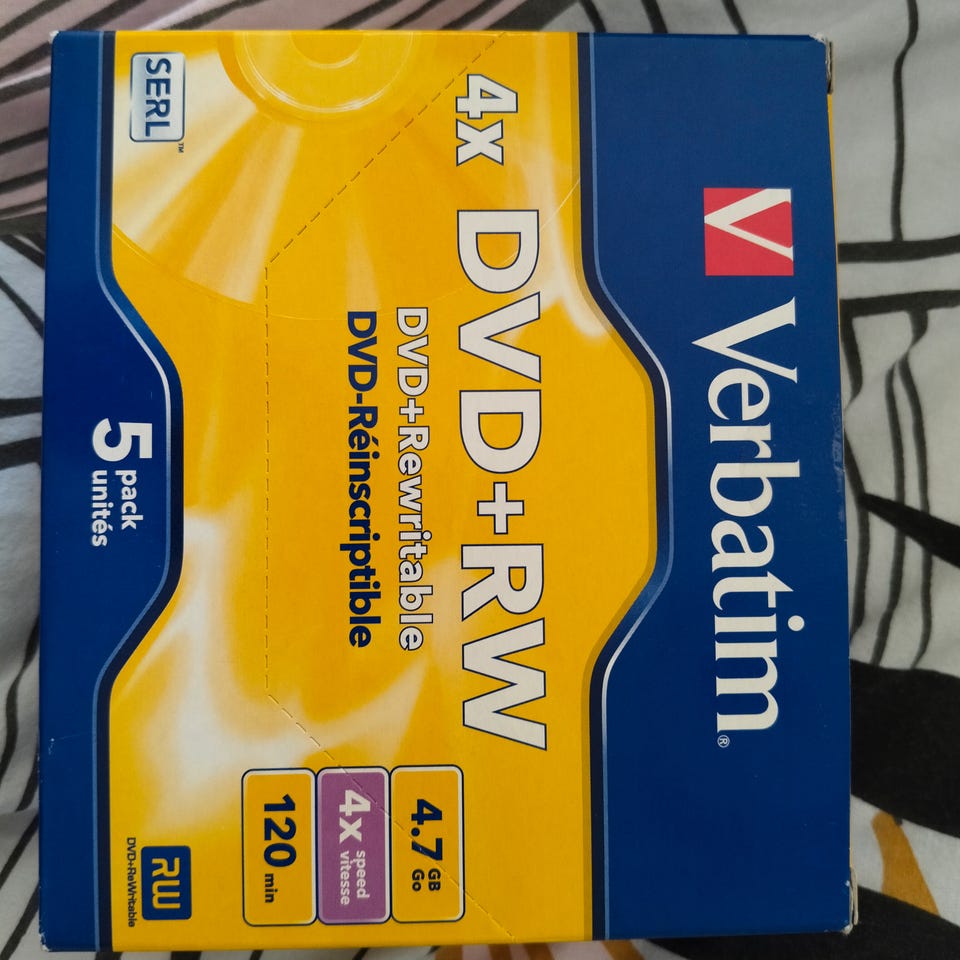 Verbatim®
4x DVD+RW
DVD+Rewritable
DVD-Réinscriptible
4.7 GB Go
4x speed vitesse
120 min
SERL™
5 pack unités
RW
DVD+ReWritable